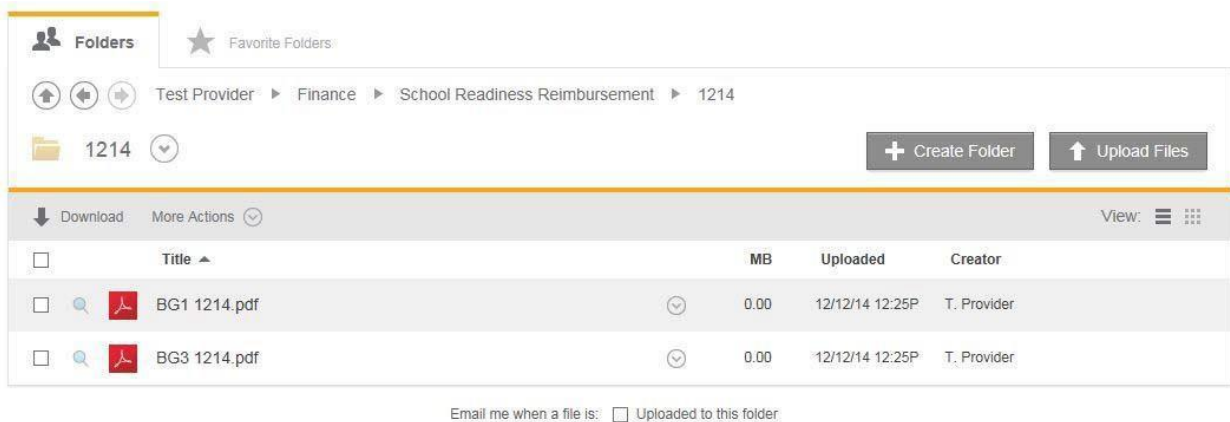 Folders Favorite Folders
Test Provider Finance School Readiness Reimbursement 1214
1214 Create Folder Upload Files
Download More Actions View:
Title MB Uploaded Creator
BG1 1214.pdf 0.00 12/12/14 12:25P T. Provider
BG3 1214.pdf 0.00 12/12/14 12:25P T. Provider
Email me when a file is: Uploaded to this folder